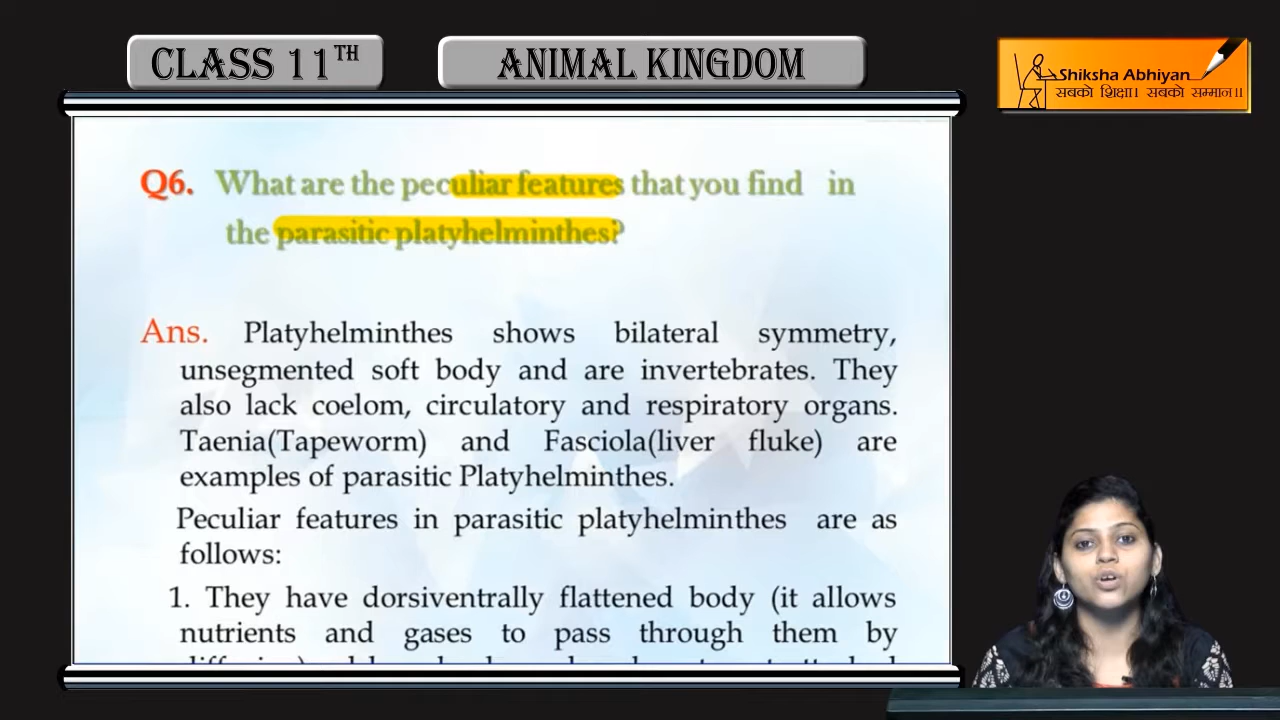 CLASS 11TH
ANIMAL KINGDOM
Shiksha Abhiyan
सबको शिक्षा। सबको सम्मान।।
Q6. What are the peculiar features that you find in
the parasitic platyhelminthes?
Ans. Platyhelminthes shows bilateral symmetry,
unsegmented soft body and are invertebrates. They
also lack coelom, circulatory and respiratory organs.
Taenia(Tapeworm) and Fasciola(liver fluke) are
examples of parasitic Platyhelminthes.
Peculiar features in parasitic platyhelminthes are as
follows:
1. They have dorsiventrally flattened body (it allows
nutrients and gases to pass through them by